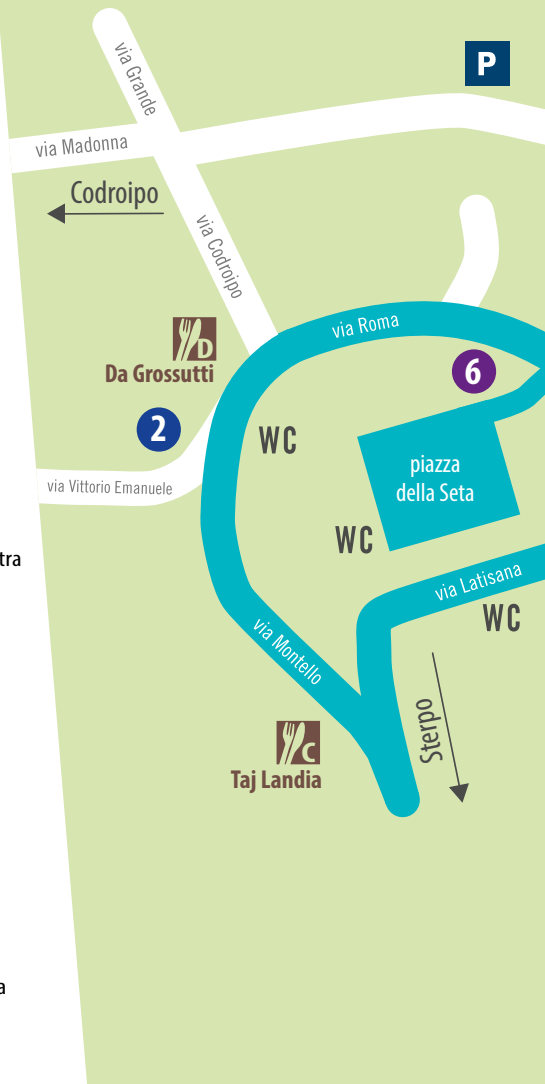 via Grande
P
via Madonna
Codroipo
via Codroipo
via Roma
D
Da Grossutti
6
2
WC
piazza
della Seta
via Vittorio Emanuele
WC
tra
via Latisana
WC
via Montello
Sterpo
C
Taj Landia
a